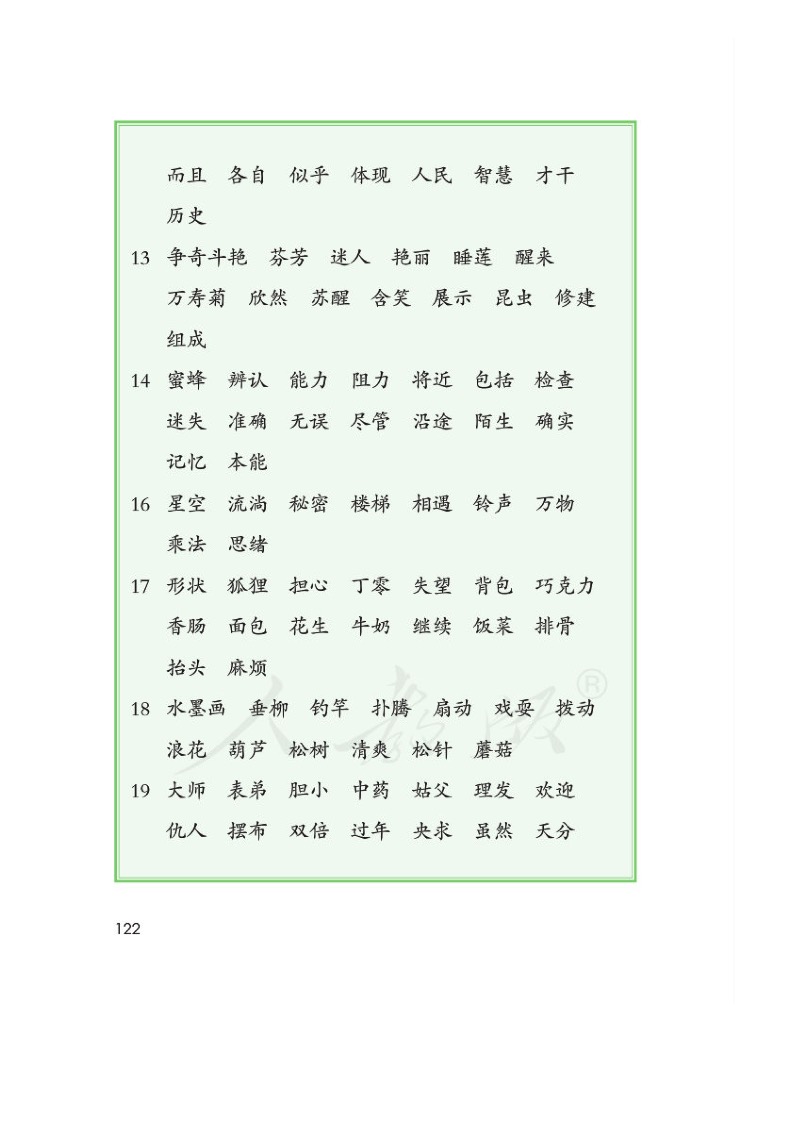 而且 各自 似乎 体现 人民 智慧 才干
历史
13 争奇斗艳 芬芳 迷人 艳丽 睡莲 醒来
万寿菊 欣然 苏醒 含笑 展示 昆虫 修建
组成
14 蜜蜂 辨认 能力 阻力 将近 包括 检查
迷失 准确 无误 尽管 沿途 陌生 确实
记忆 本能
16 星空 流淌 秘密 楼梯 相遇 铃声 万物
乘法 思绪
17 形状 狐狸 担心 丁零 失望 背包 巧克力
香肠 面包 花生 牛奶 继续 饭菜 排骨
抬头 麻烦
18 水墨画 垂柳 钓竿 扑腾 扇动 戏耍 拨动
浪花 葫芦 松树 清爽 松针 蘑菇
19 大师 表弟 胆小 中药 姑父 理发 欢迎
仇人 摆布 双倍 过年 央求 虽然 天分
人教版®
122